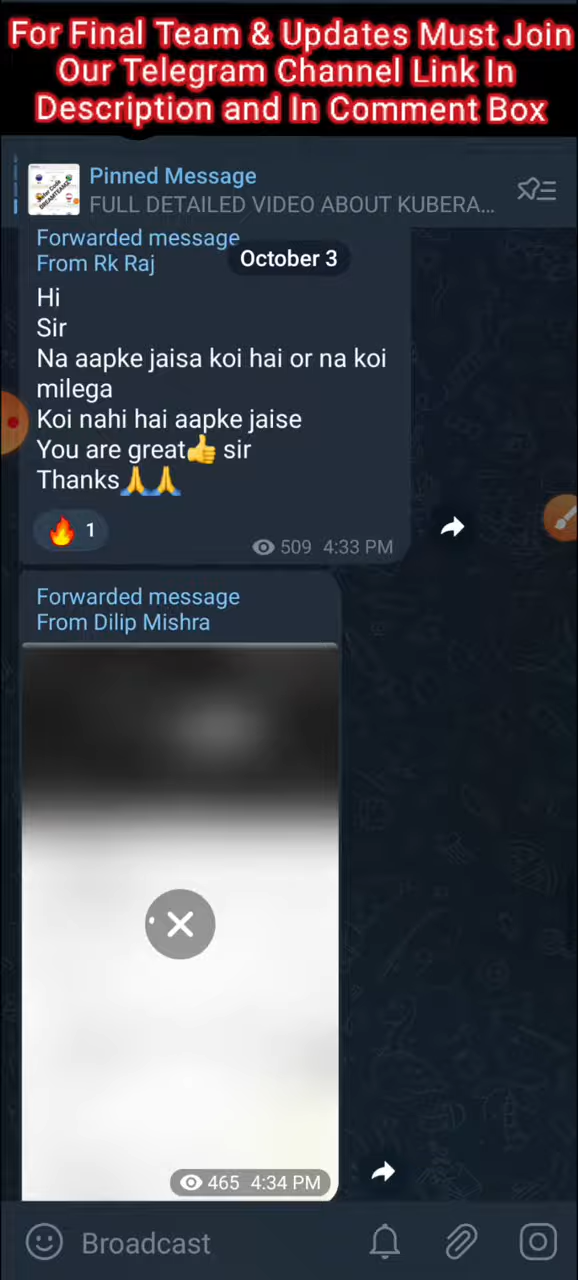 For Final Team & Updates Must Join
Our Telegram Channel Link In
Description and In Comment Box
Pinned Message
FULL DETAILED VIDEO ABOUT KUBERA...
Forwarded message
From Rk Raj
October 3
Hi
Sir
Na aapke jaisa koi hai or na koi
milega
Koi nahi hai aapke jaise
You are great👍 sir
Thanks🙏🙏
🔥 1
509 4:33 PM
Forwarded message
From Dilip Mishra
465 4:34 PM
Broadcast